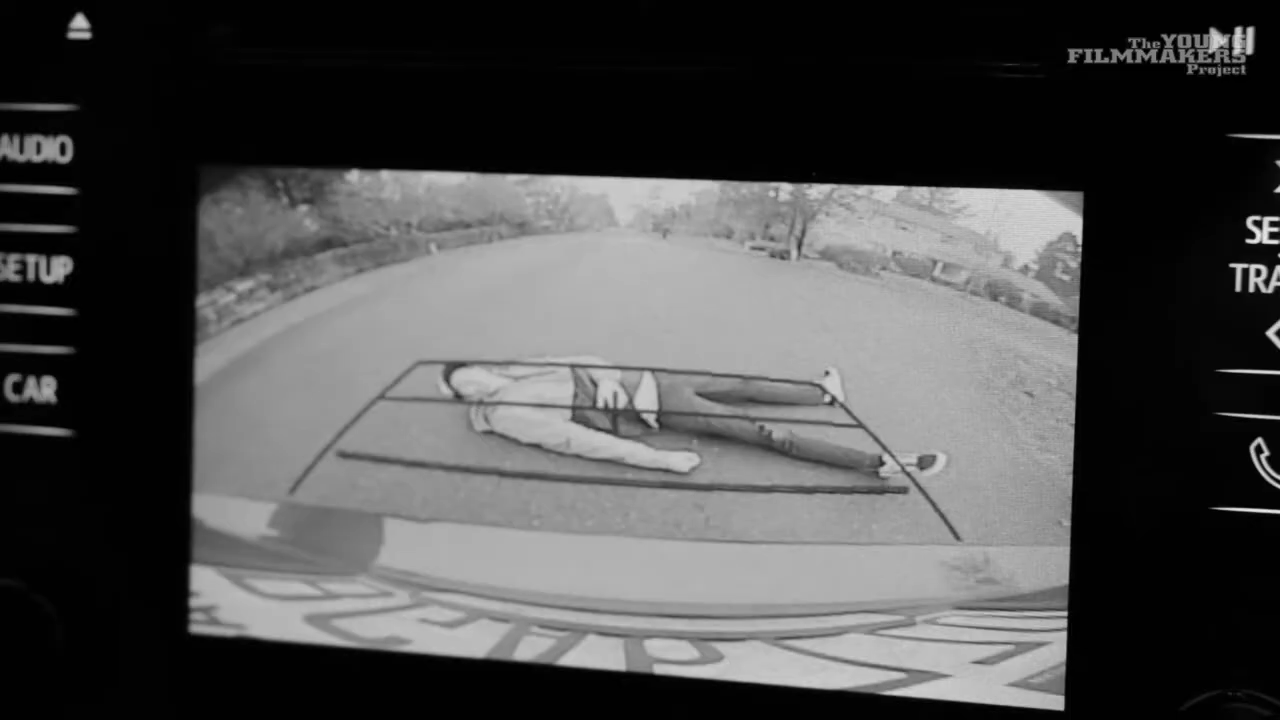 The YOUNG
FILMMAKERS
Project
AUDIO
SETUP
CAR
SE
TRA